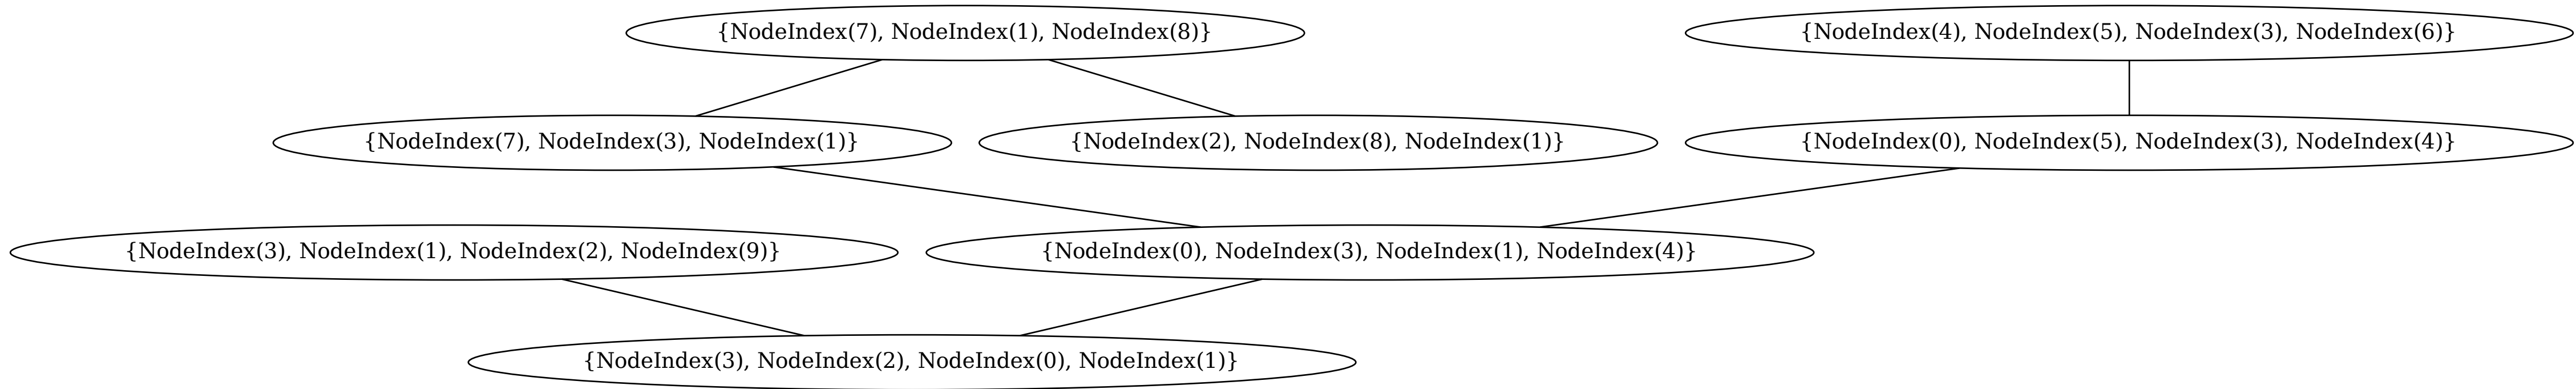 {NodeIndex(7), NodeIndex(1), NodeIndex(8)}
{NodeIndex(4), NodeIndex(5), NodeIndex(3), NodeIndex(6)}
{NodeIndex(7), NodeIndex(3), NodeIndex(1)}
{NodeIndex(2), NodeIndex(8), NodeIndex(1)}
{NodeIndex(0), NodeIndex(5), NodeIndex(3), NodeIndex(4)}
{NodeIndex(3), NodeIndex(1), NodeIndex(2), NodeIndex(9)}
{NodeIndex(0), NodeIndex(3), NodeIndex(1), NodeIndex(4)}
{NodeIndex(3), NodeIndex(2), NodeIndex(0), NodeIndex(1)}